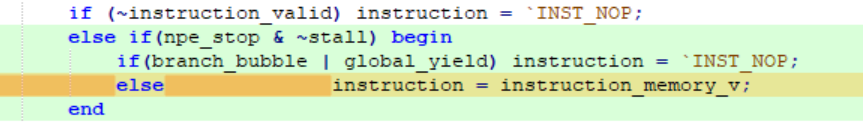 if (~instruction_valid) instruction = `INST_NOP;
else if(npe_stop & ~stall) begin
if(branch_bubble | global_yield) instruction = `INST_NOP;
else instruction = instruction_memory_v;
end